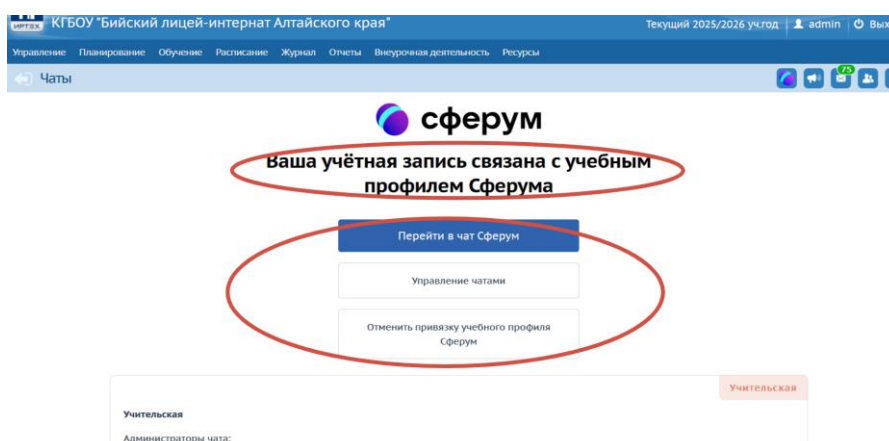 ИРТЕХ КГБОУ "Бийский лицей-интернат Алтайского края" Текущий 2025/2026 уч.год admin
Управление Планирование Обучение Расписание Журнал Отчеты Внеурочная деятельность Ресурсы
Чаты 75
сферум
Ваша учётная запись связана с учебным
профилем Сферума
Перейти в чат Сферум
Управление чатами
Отменить привязку учебного профиля
Сферум
Учительская
Учительская
Администраторы чата: